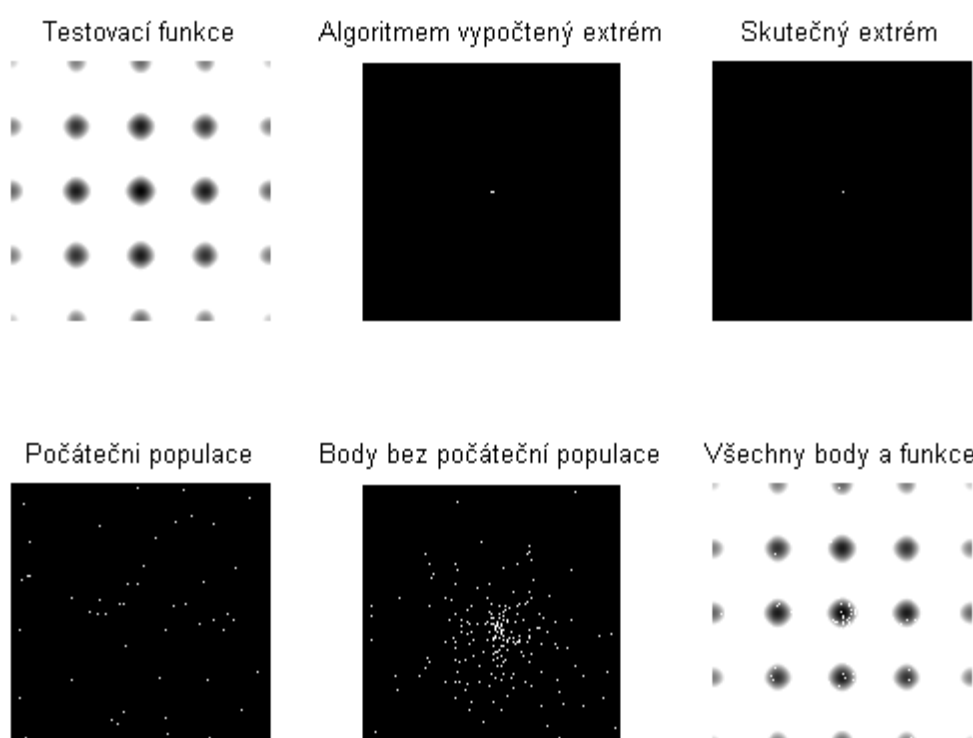 Testovací funkce
Algoritmem vypočtený extrém
Skutečný extrém
Počátečni populace
Body bez počáteční populace
Všechny body a funkce